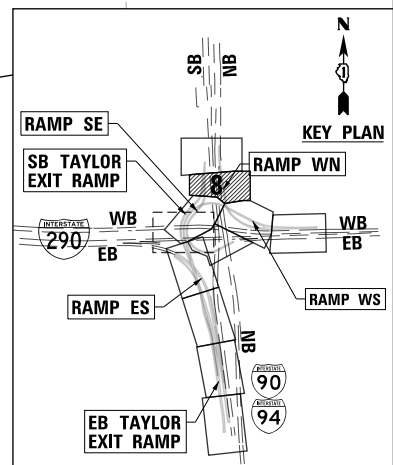 N
KEY PLAN
SB
NB
RAMP SE
SB TAYLOR
EXIT RAMP
8
RAMP WN
WB
INTERSTATE
290
EB
WB
EB
RAMP ES
RAMP WS
NB
INTERSTATE
90
INTERSTATE
94
EB TAYLOR
EXIT RAMP